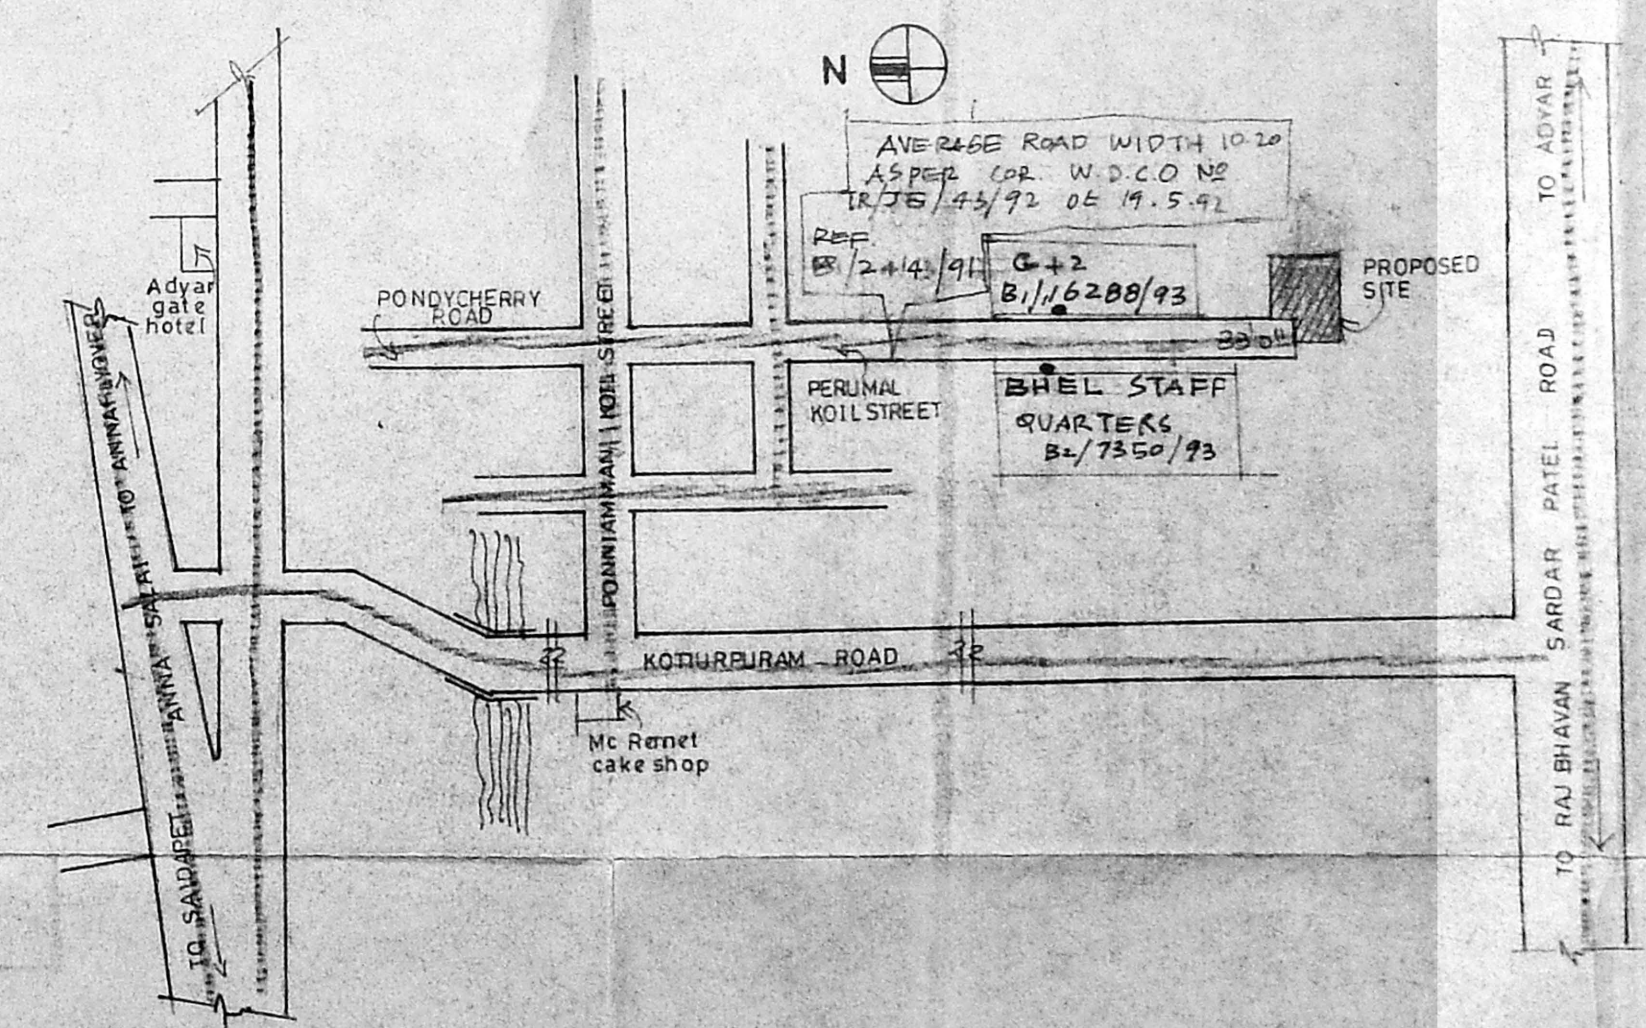 N
AVERAGE ROAD WIDTH 10.20
AS PER COR. W.D.C.O No
TR/JE/43/92 Dt 19.5.92
REF.
/91
G+2
B1/16288/93
PROPOSED
SITE
Adyar
gate
hotel
PONDYCHERRY
ROAD
33'0"
PERUMAL
KOIL STREET
BHEL STAFF
QUARTERS
B2/7350/93
PONNIAMMAN KOIL STREET
TO ANNA FLYOVER
ANNA SALAI
TO SAIDAPET
KOTTURPURAM ROAD
Mc Rennet
cake shop
TO ADYAR
SARDAR PATEL ROAD
TO RAJ BHAVAN